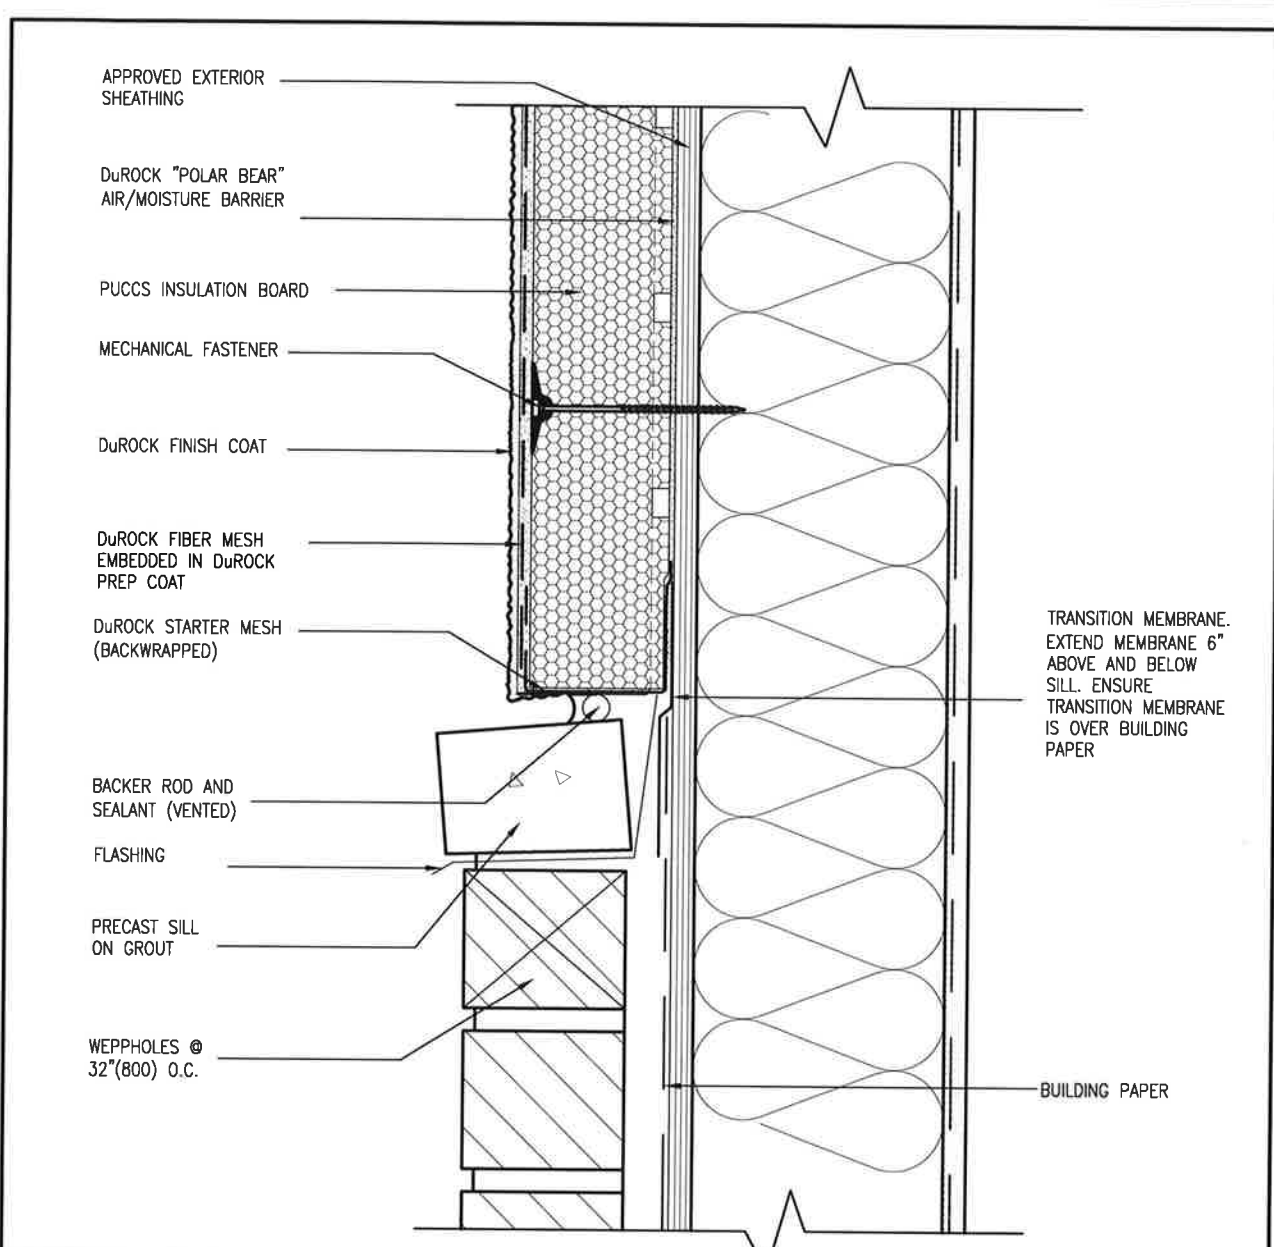 APPROVED EXTERIOR
SHEATHING
DuROCK "POLAR BEAR"
AIR/MOISTURE BARRIER
PUCCS INSULATION BOARD
MECHANICAL FASTENER
DuROCK FINISH COAT
DuROCK FIBER MESH
EMBEDDED IN DuROCK
PREP COAT
DuROCK STARTER MESH
(BACKWRAPPED)
BACKER ROD AND
SEALANT (VENTED)
FLASHING
PRECAST SILL
ON GROUT
WEPPHOLES @
32"(800) O.C.
TRANSITION MEMBRANE.
EXTEND MEMBRANE 6"
ABOVE AND BELOW
SILL. ENSURE
TRANSITION MEMBRANE
IS OVER BUILDING
PAPER
BUILDING PAPER